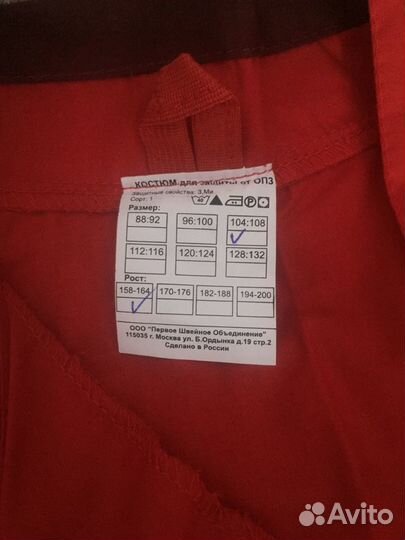 КОСТЮМ для защиты от ОПЗ
защитные свойства: З,Ми
Сорт: 1
40
P
Размер:
88:92 96:100 104:108
112:116 120:124 128:132
Рост:
158-164 170-176 182-188 194-200
ООО "Первое Швейное Объединение"
115035 г. Москва ул. Б.Ордынка д.19 стр.2
Сделано в России
Avito